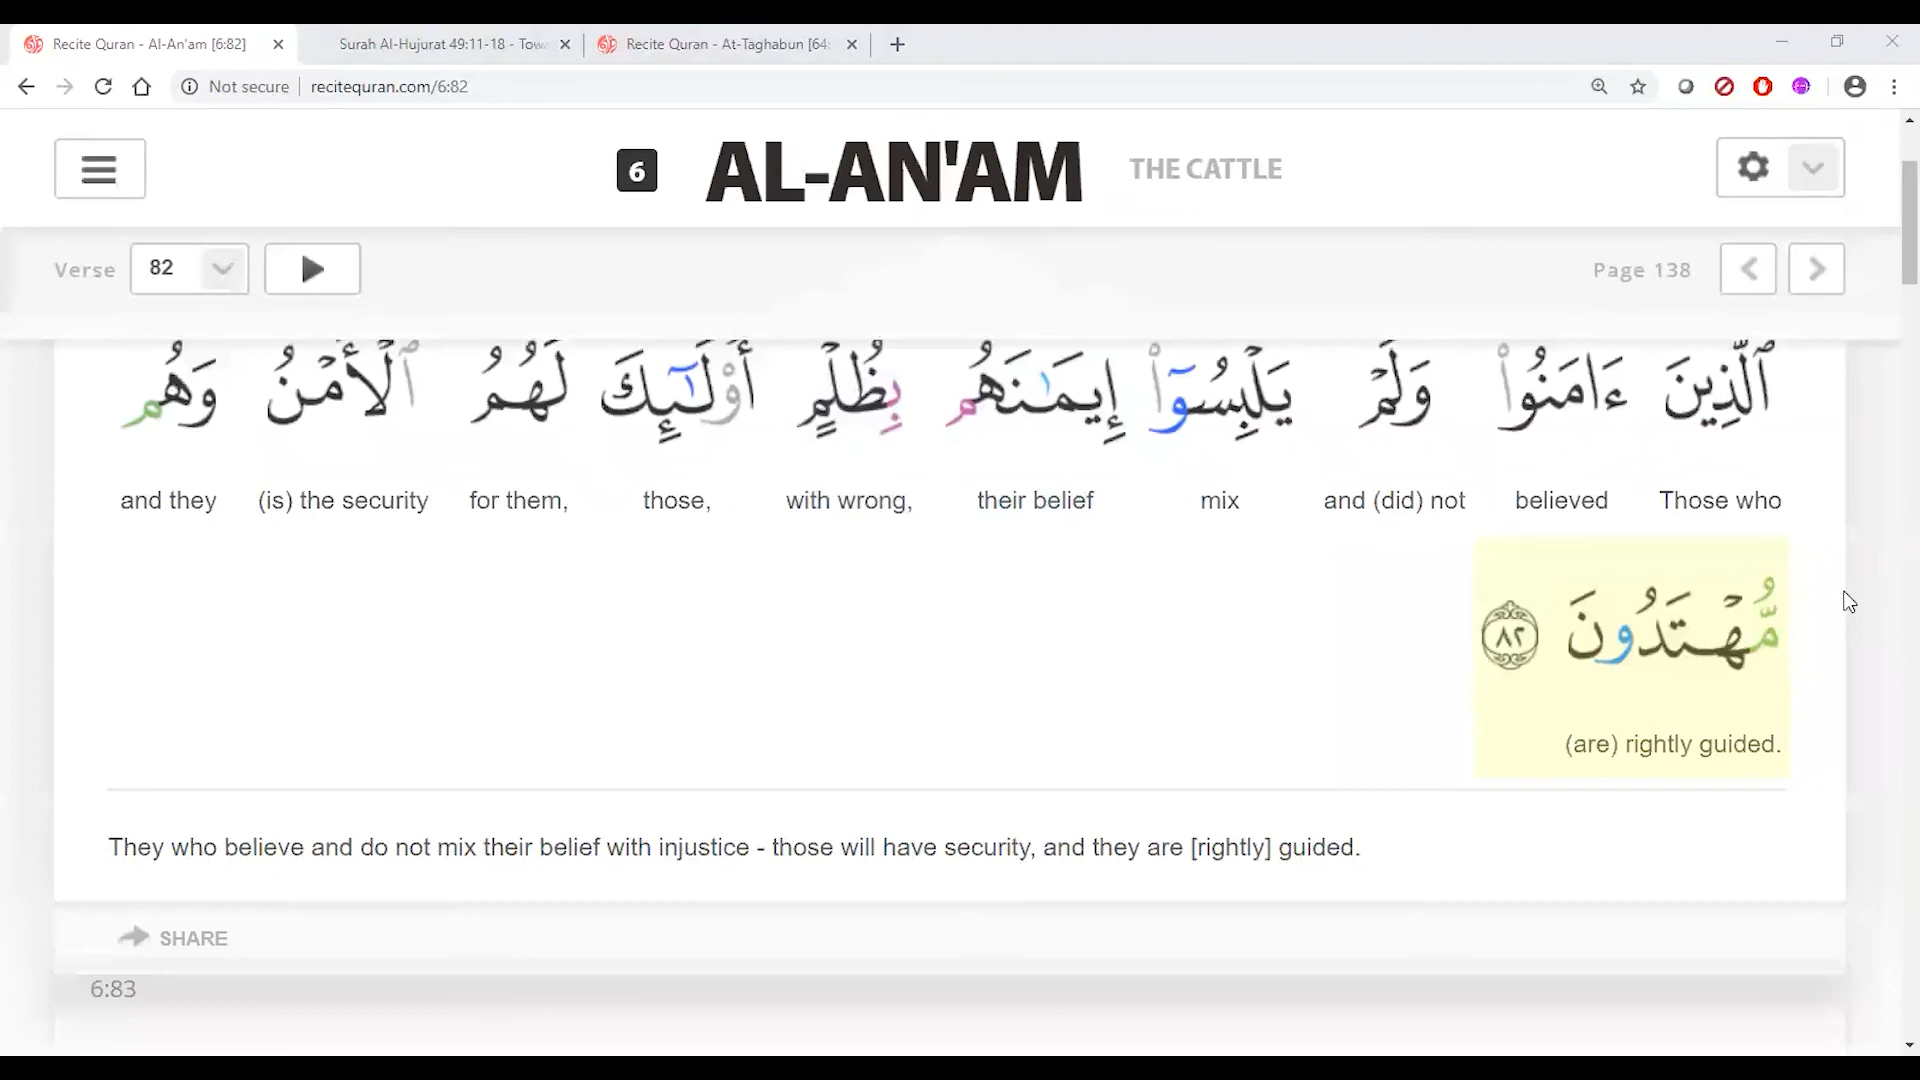 Recite Quran - Al-An'am [6:82]
Surah Al-Hujurat 49:11-18 - Towa
Recite Quran - At-Taghabun [64:
Not secure
recitequran.com/6:82
6 AL-AN'AM THE CATTLE
Verse 82
Page 138
ٱلَّذِينَ ءَامَنُوا۟ وَلَمْ يَلْبِسُوٓا۟ إِيمَـٰنَهُم بِظُلْمٍ أُو۟لَـٰٓئِكَ لَهُمُ ٱلْأَمْنُ وَهُم
and they (is) the security for them, those, with wrong, their belief mix and (did) not believed Those who
مُّهْتَدُونَ ٨٢
(are) rightly guided.
They who believe and do not mix their belief with injustice - those will have security, and they are [rightly] guided.
SHARE
6:83